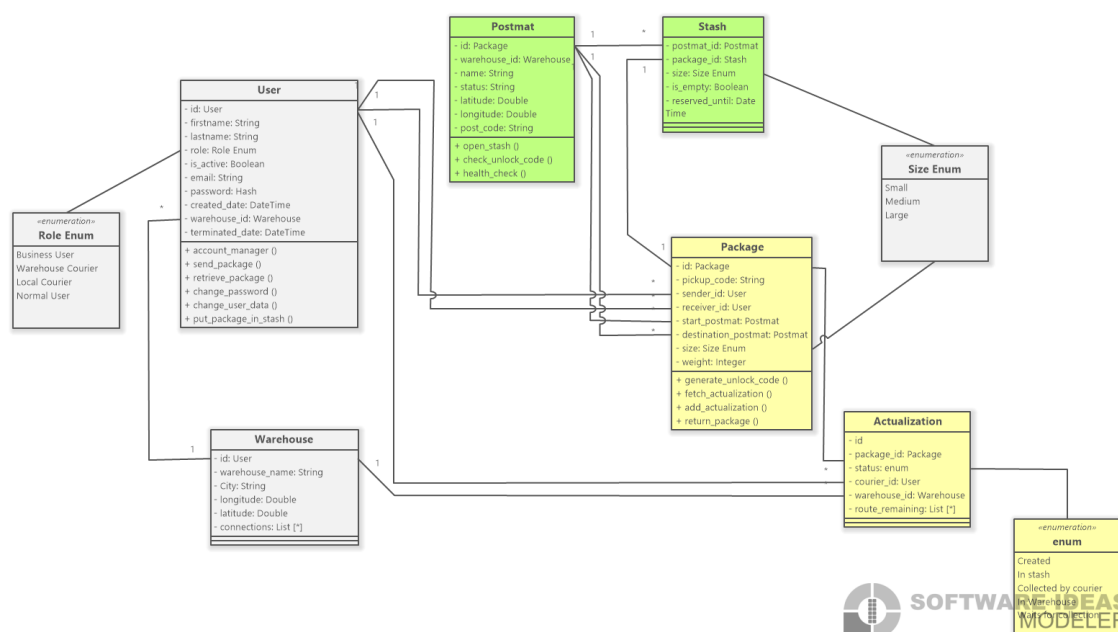 Postmat
- id: Package
- warehouse_id: Warehouse
- name: String
- status: String
- latitude: Double
- longitude: Double
- post_code: String
+ open_stash ()
+ check_unlock_code ()
+ health_check ()
Stash
- postmat_id: Postmat
- package_id: Stash
- size: Size Enum
- is_empty: Boolean
- reserved_until: Date
Time
1
*
1
1
User
- id: User
- firstname: String
- lastname: String
- role: Role Enum
- is_active: Boolean
- email: String
- password: Hash
- created_date: DateTime
- warehouse_id: Warehouse
- terminated_date: DateTime
+ account_manager ()
+ send_package ()
+ retrieve_package ()
+ change_password ()
+ change_user_data ()
+ put_package_in_stash ()
1
1
1
*
«enumeration»
Role Enum
Business User
Warehouse Courier
Local Courier
Normal User
«enumeration»
Size Enum
Small
Medium
Large
Package
- id: Package
- pickup_code: String
- sender_id: User
- receiver_id: User
- start_postmat: Postmat
- destination_postmat: Postmat
- size: Size Enum
- weight: Integer
+ generate_unlock_code ()
+ fetch_actualization ()
+ add_actualization ()
+ return_package ()
1
*
*
*
Warehouse
- id: User
- warehouse_name: String
- City: String
- longitude: Double
- latitude: Double
- connections: List [*]
1
1
Actualization
- id
- package_id: Package
- status: enum
- courier_id: User
- warehouse_id: Warehouse
- route_remaining: List [*]
*
*
«enumeration»
enum
Created
In stash
Collected by courier
In Warehouse
Waits for collection
SOFTWARE IDEAS
MODELER